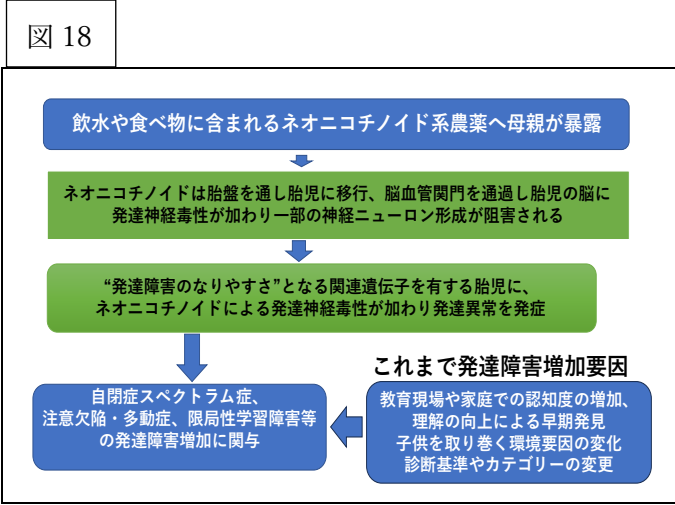 図 18
飲水や食べ物に含まれるネオニコチノイド系農薬へ母親が暴露
ネオニコチノイドは胎盤を通し胎児に移行、脳血管関門を通過し胎児の脳に
発達神経毒性が加わり一部の神経ニューロン形成が阻害される
“発達障害のなりやすさ”となる関連遺伝子を有する胎児に、
ネオニコチノイドによる発達神経毒性が加わり発達異常を発症
これまで発達障害増加要因
自閉症スペクトラム症、
注意欠陥・多動症、限局性学習障害等
の発達障害増加に関与
教育現場や家庭での認知度の増加、
理解の向上による早期発見
子供を取り巻く環境要因の変化
診断基準やカテゴリーの変更